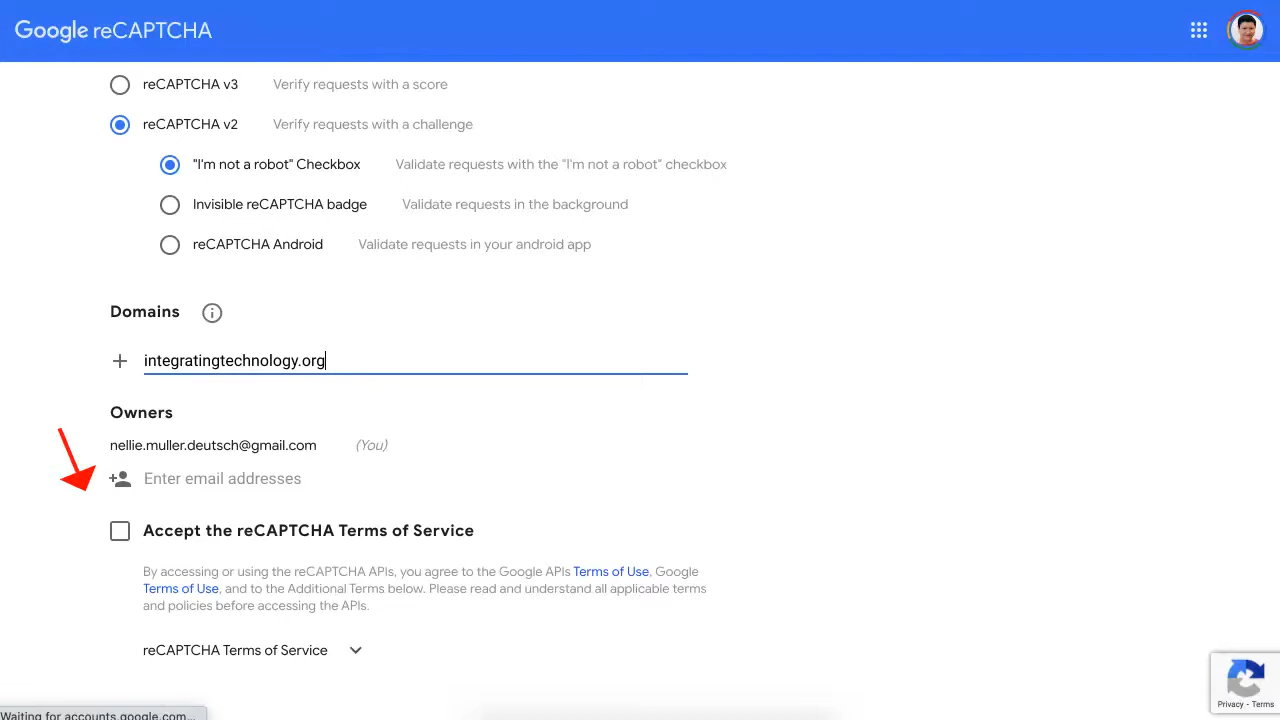 Google reCAPTCHA
reCAPTCHA v3 Verify requests with a score
reCAPTCHA v2 Verify requests with a challenge
"I'm not a robot" Checkbox Validate requests with the "I'm not a robot" checkbox
Invisible reCAPTCHA badge Validate requests in the background
reCAPTCHA Android Validate requests in your android app
Domains
integratingtechnology.org
Owners
nellie.muller.deutsch@gmail.com (You)
Enter email addresses
Accept the reCAPTCHA Terms of Service
By accessing or using the reCAPTCHA APIs, you agree to the Google APIs Terms of Use, Google
Terms of Use, and to the Additional Terms below. Please read and understand all applicable terms
and policies before accessing the APIs.
reCAPTCHA Terms of Service
Privacy - Terms
Waiting for accounts.google.com...